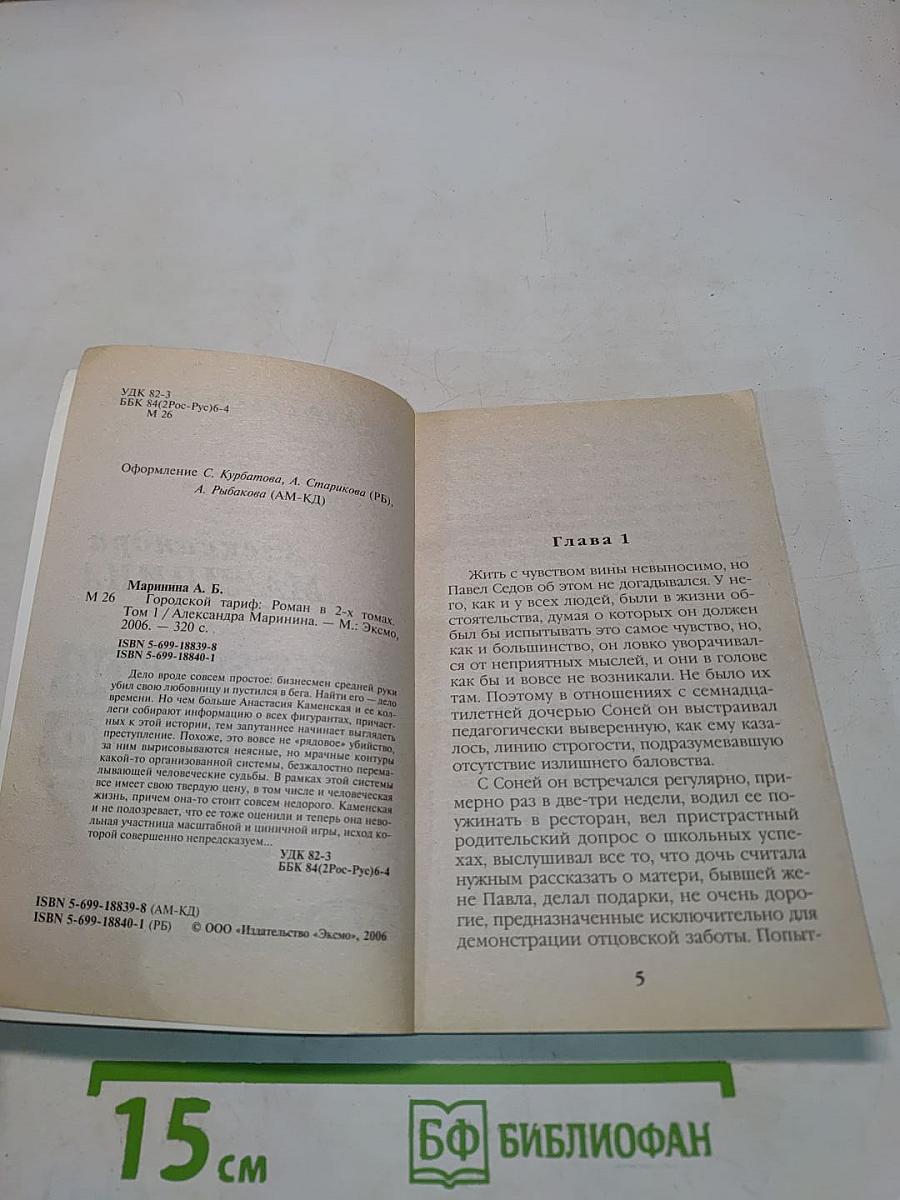 УДК 82-3
ББК 84(2Рос-Рус)6-4
М 26
Оформление С. Курбатова, А. Старикова (РБ),
А. Рыбакова (АМ-КД)
Маринина А. Б.
М 26 Городской тариф: Роман в 2-х томах.
Том 1 / Александра Маринина. — М.: Эксмо,
2006. — 320 с.
ISBN 5-699-18839-8
ISBN 5-699-18840-1
Дело вроде совсем простое: бизнесмен средней руки
убил свою любовницу и пустился в бега. Найти его — дело
времени. Но чем больше Анастасия Каменская и ее кол-
леги собирают информацию о всех фигурантах, причаст-
ных к этой истории, тем запутаннее начинает выглядеть
преступление. Похоже, это вовсе не «рядовое» убийство,
за ним вырисовываются неясные, но мрачные контуры
какой-то организованной системы, безжалостно перема-
лывающей человеческие судьбы. В рамках этой системы
все имеет свою твердую цену, в том числе и человеческая
жизнь, причем она-то стоит совсем недорого. Каменская
и не подозревает, что ее тоже оценили и теперь она нево-
льная участница масштабной и циничной игры, исход ко-
торой совершенно непредсказуем...
УДК 82-3
ББК 84(2Рос-Рус)6-4
ISBN 5-699-18839-8 (АМ-КД)
ISBN 5-699-18840-1 (РБ) © ООО «Издательство «Эксмо», 2006
Глава 1
Жить с чувством вины невыносимо, но
Павел Седов об этом не догадывался. У не-
го, как и у всех людей, были в жизни об-
стоятельства, думая о которых он должен
был бы испытывать это самое чувство, но,
как и большинство, он ловко уворачивал-
ся от неприятных мыслей, и они в голове
как бы и вовсе не возникали. Не было их
там. Поэтому в отношениях с семнадца-
тилетней дочерью Соней он выстраивал
педагогически выверенную, как ему каза-
лось, линию строгости, подразумевавшую
отсутствие излишнего баловства.
С Соней он встречался регулярно, при-
мерно раз в две-три недели, водил ее по-
ужинать в ресторан, вел пристрастный
родительский допрос о школьных успе-
хах, выслушивал все то, что дочь считала
нужным рассказать о матери, бывшей же-
не Павла, делал подарки, не очень доро-
гие, предназначенные исключительно для
демонстрации отцовской заботы. Попыт-
5
15 см
БФ БИБЛИОФАН